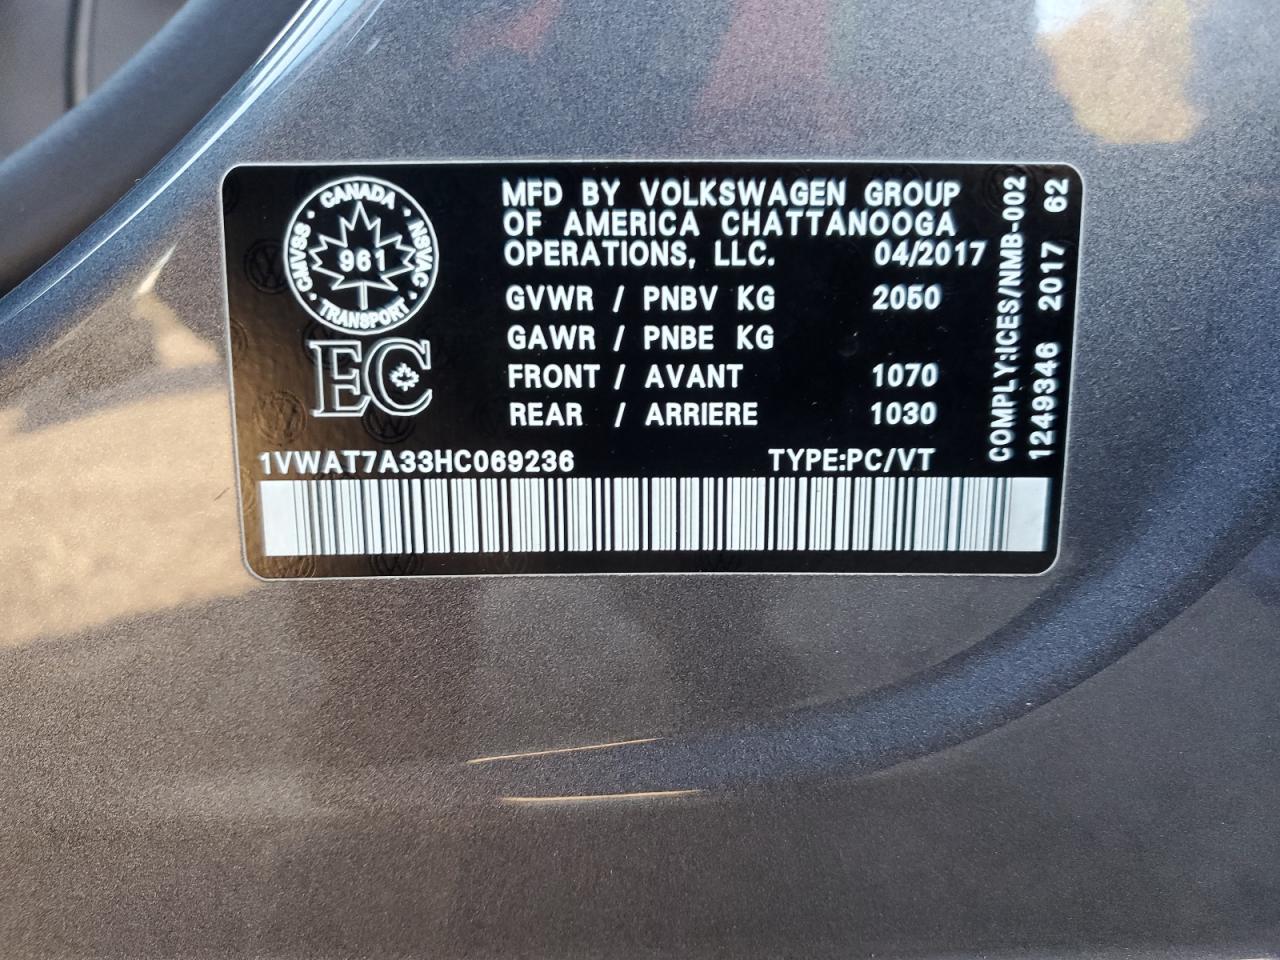 CANADA
CMVSS
NSVAC
961
TRANSPORT
EC
MFD BY VOLKSWAGEN GROUP
OF AMERICA CHATTANOOGA
OPERATIONS, LLC. 04/2017
GVWR / PNBV KG 2050
GAWR / PNBE KG
FRONT / AVANT 1070
REAR / ARRIERE 1030
1VWAT7A33HC069236 TYPE:PC/VT
COMPLY:ICES/NMB-002
1249346 2017 62